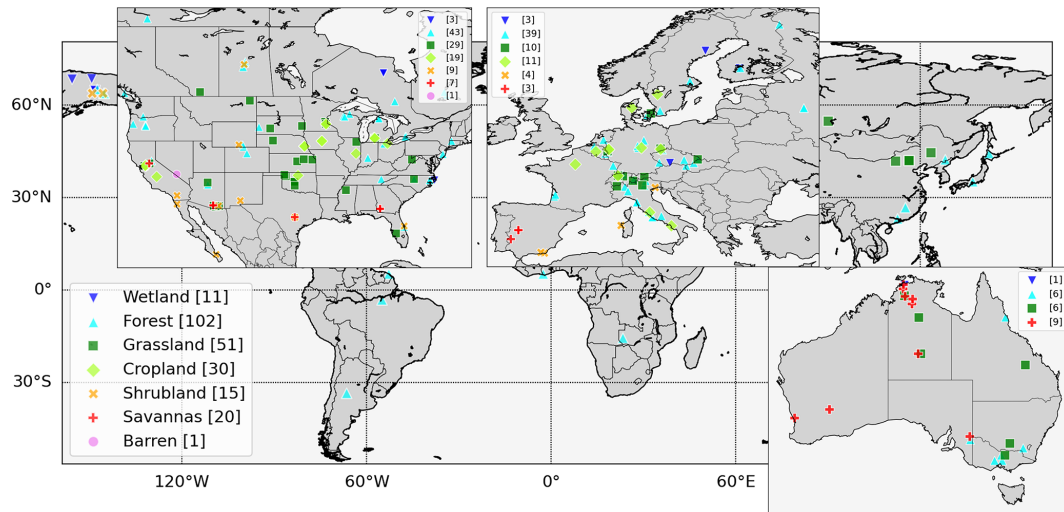 [3]
[43]
[29]
[19]
[9]
[7]
[1]
[3]
[39]
[10]
[11]
[4]
[3]
60°N
30°N
0°
30°S
Wetland [11]
Forest [102]
Grassland [51]
Cropland [30]
Shrubland [15]
Savannas [20]
Barren [1]
[1]
[6]
[6]
[9]
120°W
60°W
0°
60°E